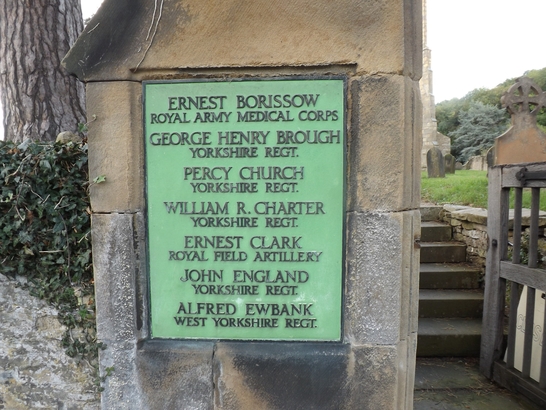 ERNEST BORISSOW
ROYAL ARMY MEDICAL CORPS
GEORGE HENRY BROUGH
YORKSHIRE REGT.
PERCY CHURCH
YORKSHIRE REGT.
WILLIAM R. CHARTER
YORKSHIRE REGT.
ERNEST CLARK
ROYAL FIELD ARTILLERY
JOHN ENGLAND
YORKSHIRE REGT.
ALFRED EWBANK
WEST YORKSHIRE REGT.